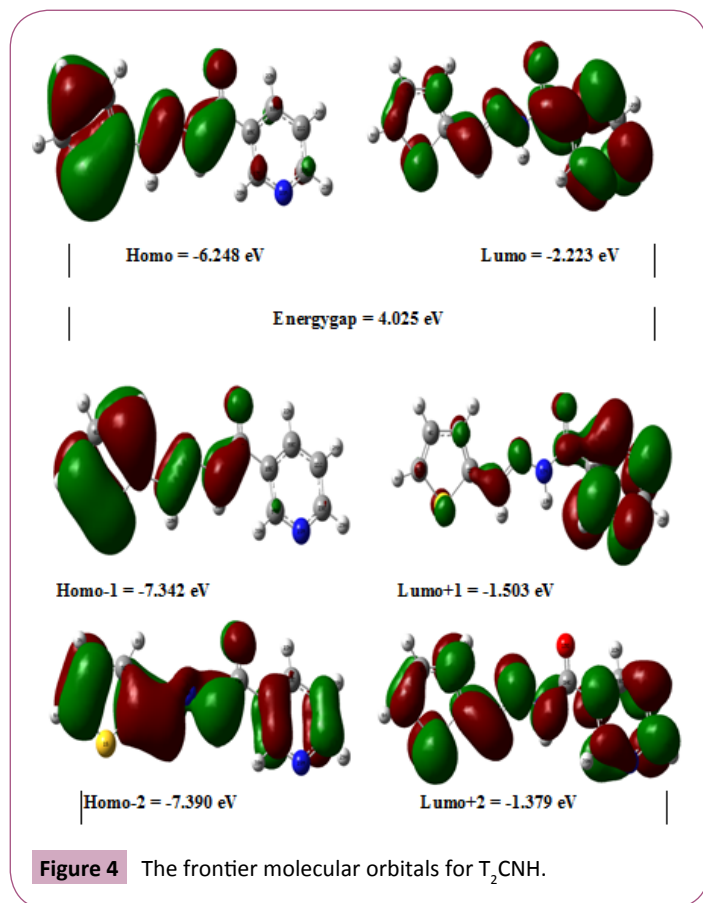 Homo = -6.248 eV Lumo = -2.223 eV
Energygap = 4.025 eV
Homo-1 = -7.342 eV Lumo+1 = -1.503 eV
Homo-2 = -7.390 eV Lumo+2 = -1.379 eV
Figure 4 The frontier molecular orbitals for T₂CNH.